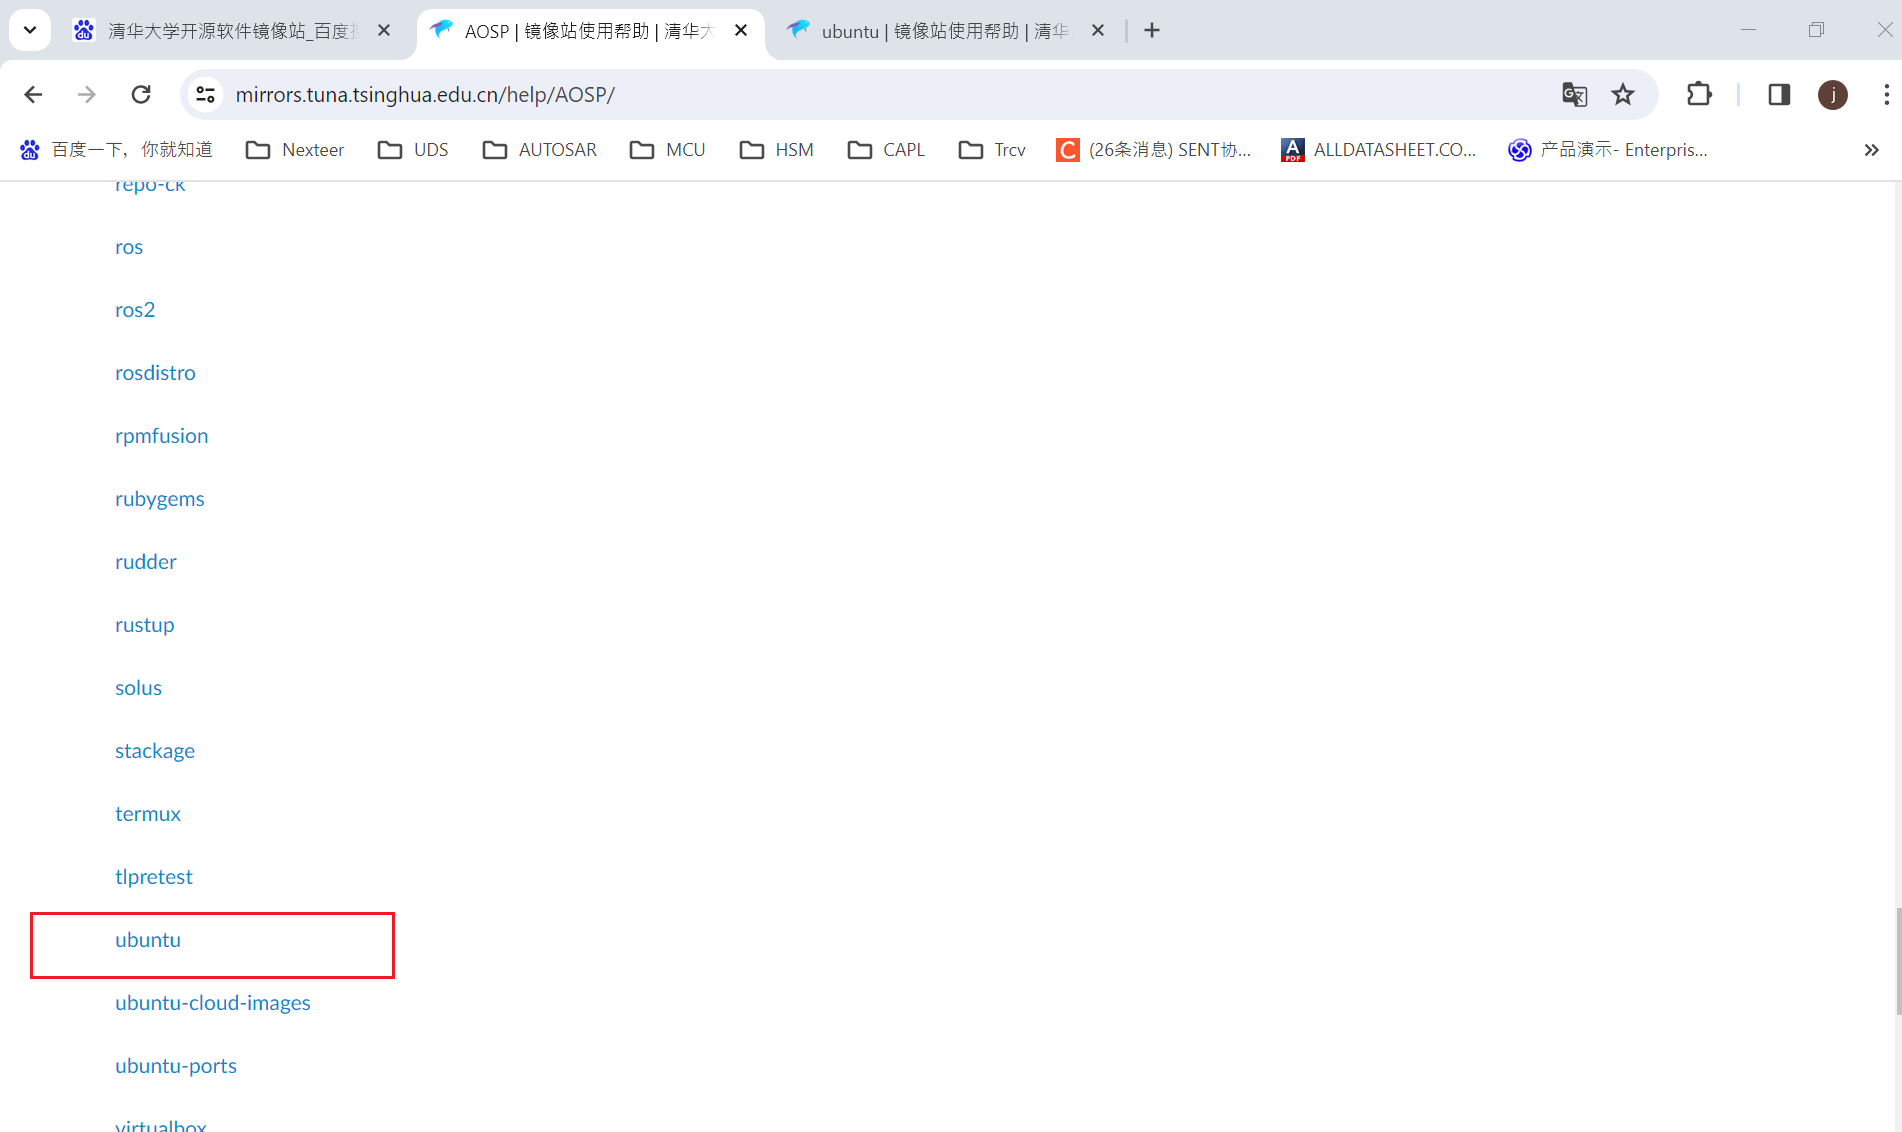 清华大学开源软件镜像站_百度搜
AOSP | 镜像站使用帮助 | 清华大
ubuntu | 镜像站使用帮助 | 清华
mirrors.tuna.tsinghua.edu.cn/help/AOSP/
j
百度一下，你就知道
Nexteer
UDS
AUTOSAR
MCU
HSM
CAPL
Trcv
(26条消息) SENT协...
ALLDATASHEET.CO...
产品演示- Enterpris...
repo-ck
ros
ros2
rosdistro
rpmfusion
rubygems
rudder
rustup
solus
stackage
termux
tlpretest
ubuntu
ubuntu-cloud-images
ubuntu-ports
virtualbox